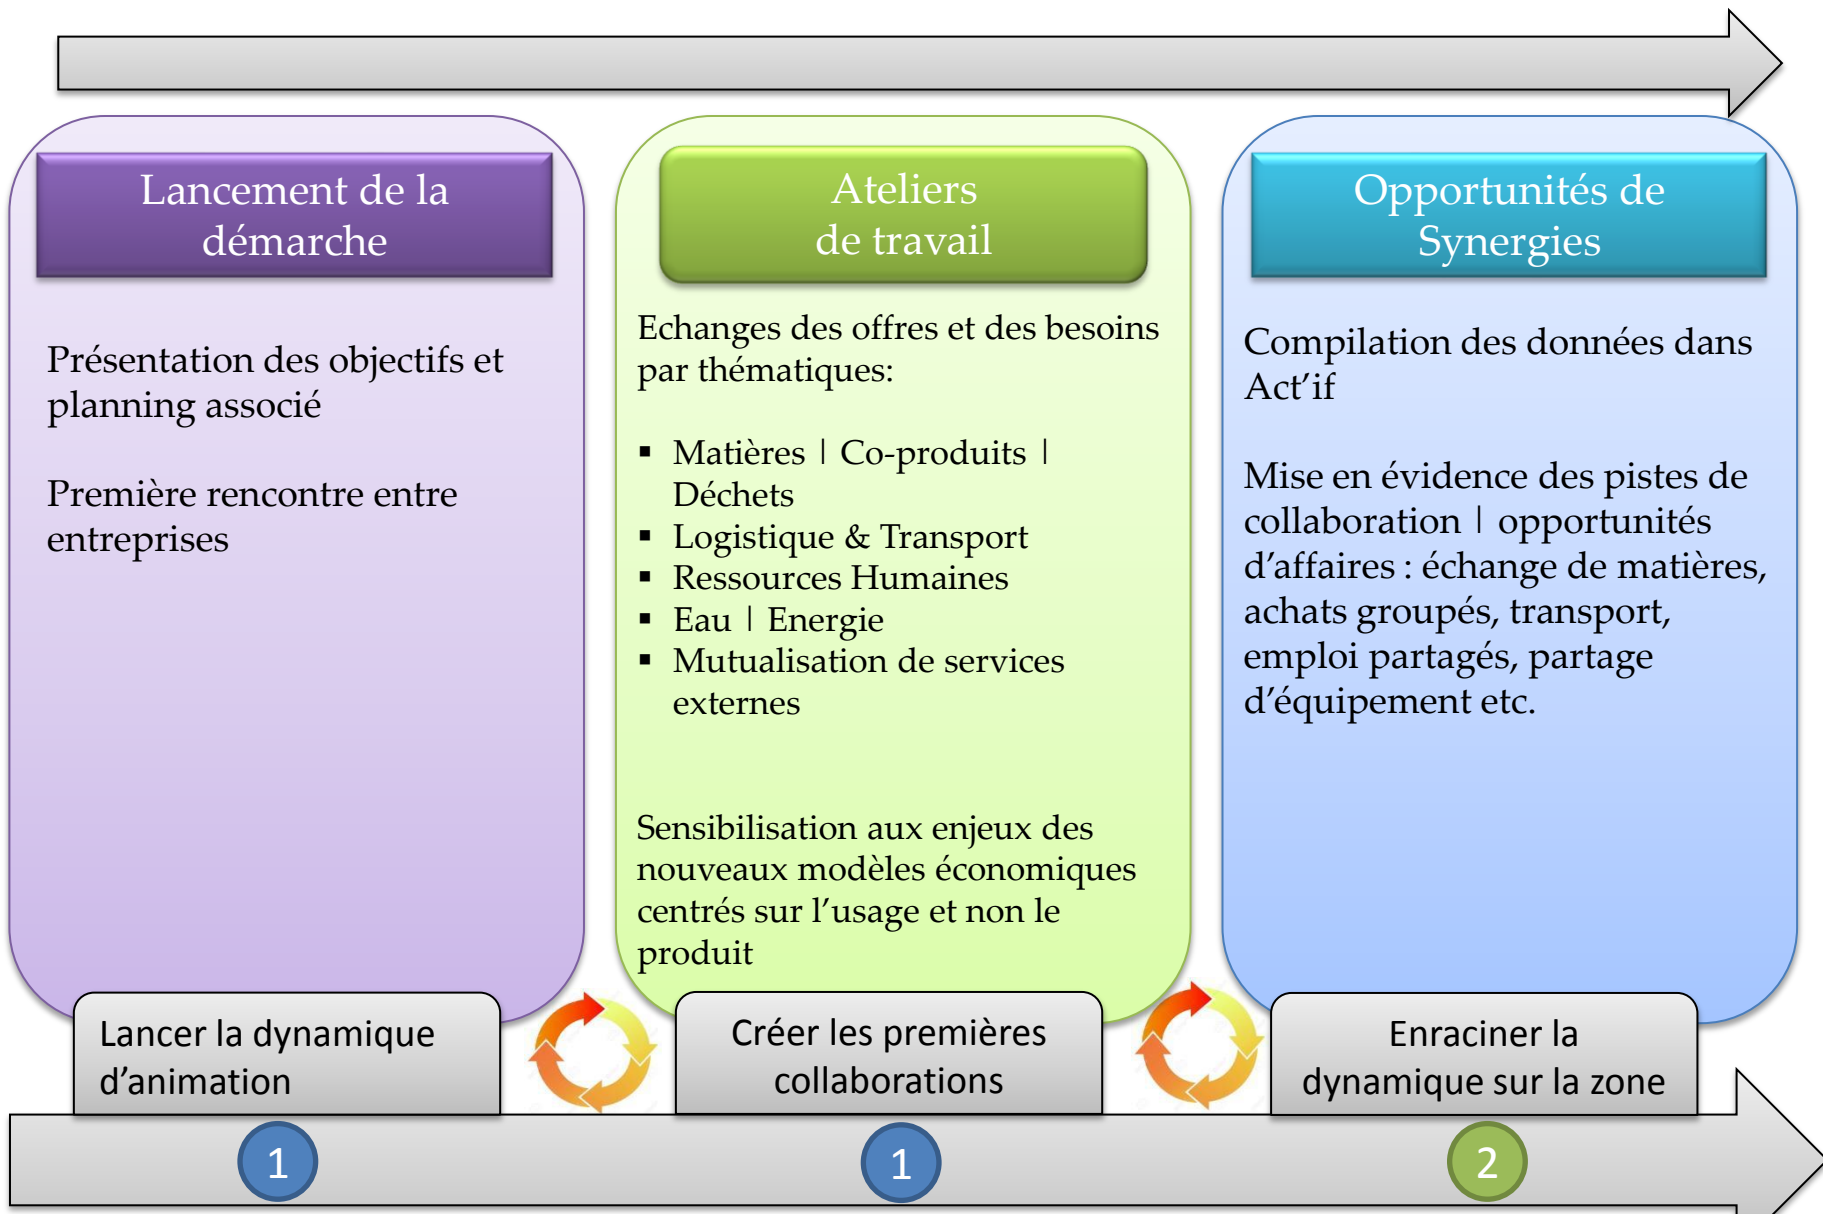 Lancement de la
démarche
Présentation des objectifs et
planning associé
Première rencontre entre
entreprises
Lancer la dynamique
d’animation
1
Ateliers
de travail
Echanges des offres et des besoins
par thématiques:
▪ Matières | Co-produits |
Déchets
▪ Logistique & Transport
▪ Ressources Humaines
▪ Eau | Energie
▪ Mutualisation de services
externes
Sensibilisation aux enjeux des
nouveaux modèles économiques
centrés sur l’usage et non le
produit
Créer les premières
collaborations
1
Opportunités de
Synergies
Compilation des données dans
Act’if
Mise en évidence des pistes de
collaboration | opportunités
d’affaires : échange de matières,
achats groupés, transport,
emploi partagés, partage
d’équipement etc.
Enraciner la
dynamique sur la zone
2